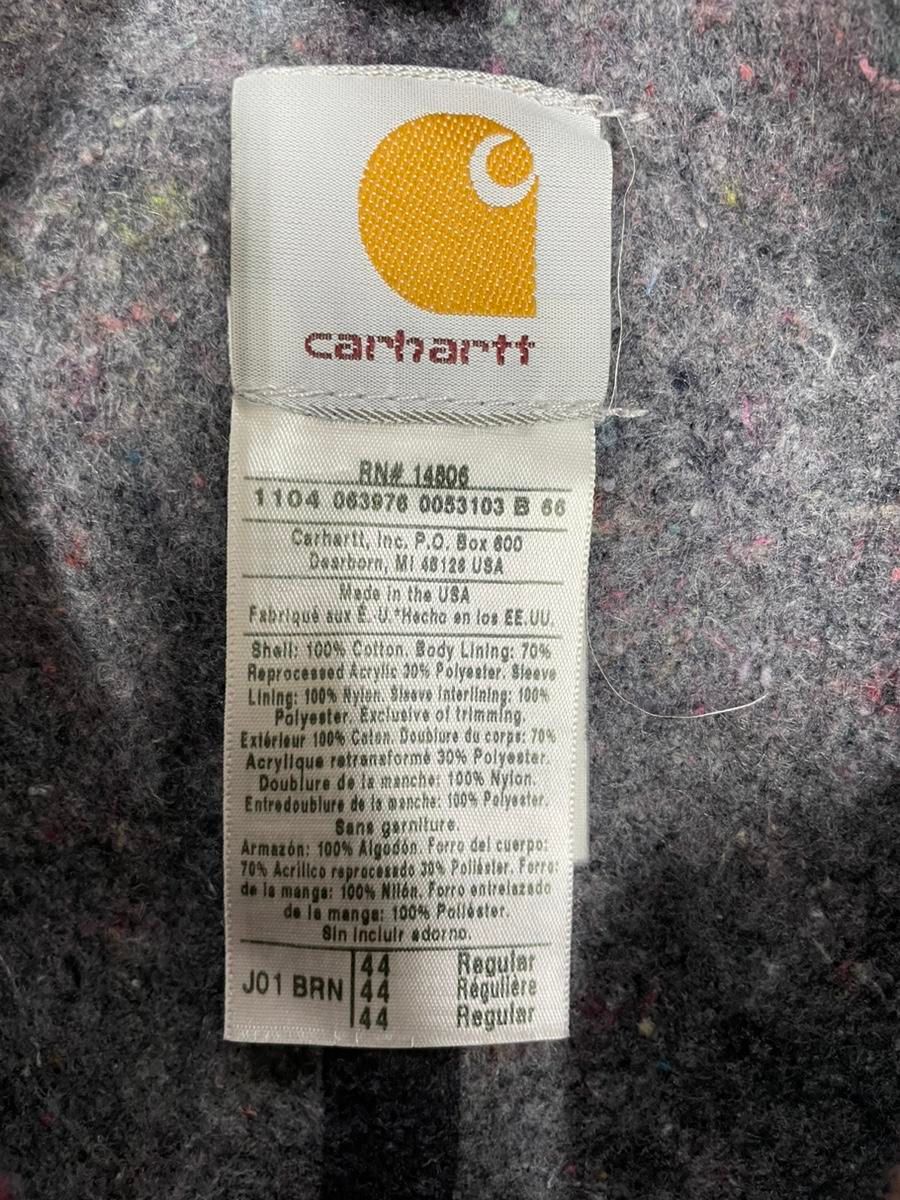 carhartt
RN# 14806
1104 063976 0053103 B 66
Carhartt, Inc. P.O. Box 600
Dearborn, MI 48126 USA
Made in the USA
Fabriqué aux É.-U.*Hecho en los EE.UU.
Shell: 100% Cotton. Body Lining: 70%
Reprocessed Acrylic 30% Polyester. Sleeve
Lining: 100% Nylon. Sleeve Interlining: 100%
Polyester. Exclusive of trimming.
Extérieur 100% Coton. Doublure du corps: 70%
Acrylique retransformé 30% Polyester.
Doublure de la manche: 100% Nylon.
Entredoublure de la manche: 100% Polyester.
Sans garniture.
Armazón: 100% Algodón. Forro del cuerpo:
70% Acrílico reprocesado 30% Poliéster. Forro
de la manga: 100% Nilón. Forro entrelazado
de la manga: 100% Poliéster.
Sin incluir adorno.
J01 BRN
44 Regular
44 Régulière
44 Regular